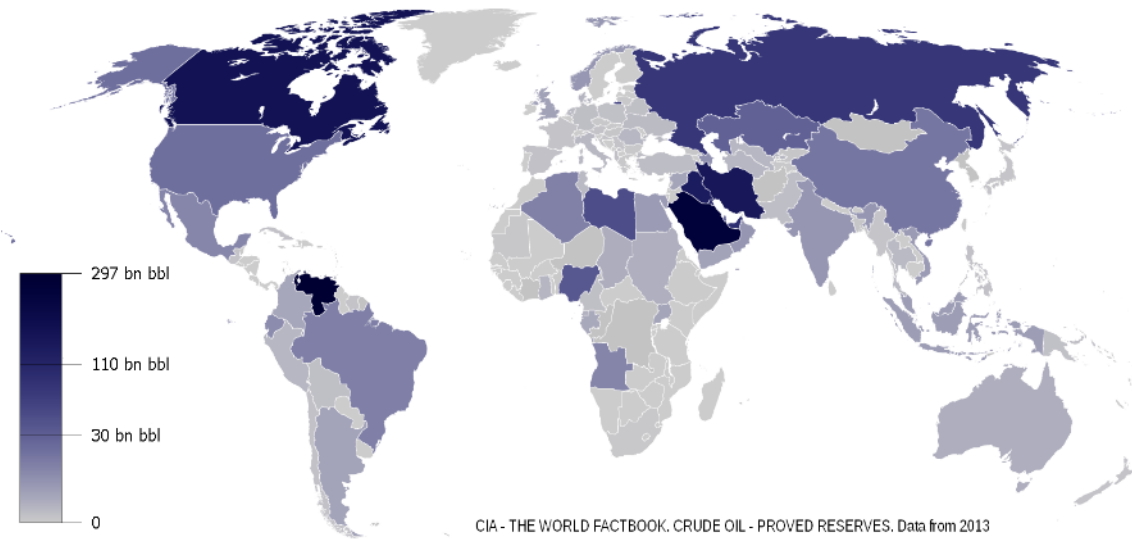 297 bn bbl
110 bn bbl
30 bn bbl
0
CIA - THE WORLD FACTBOOK. CRUDE OIL - PROVED RESERVES. Data from 2013